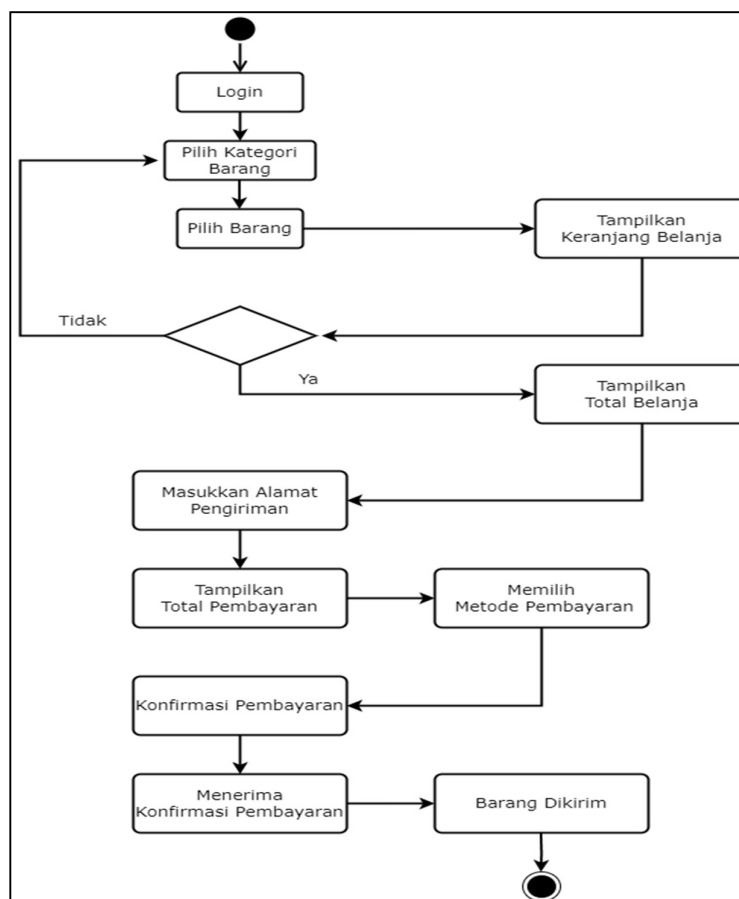 Login
Pilih Kategori
Barang
Pilih Barang
Tampilkan
Keranjang Belanja
Tidak
Ya
Tampilkan
Total Belanja
Masukkan Alamat
Pengiriman
Tampilkan
Total Pembayaran
Memilih
Metode Pembayaran
Konfirmasi Pembayaran
Menerima
Konfirmasi Pembayaran
Barang Dikirim